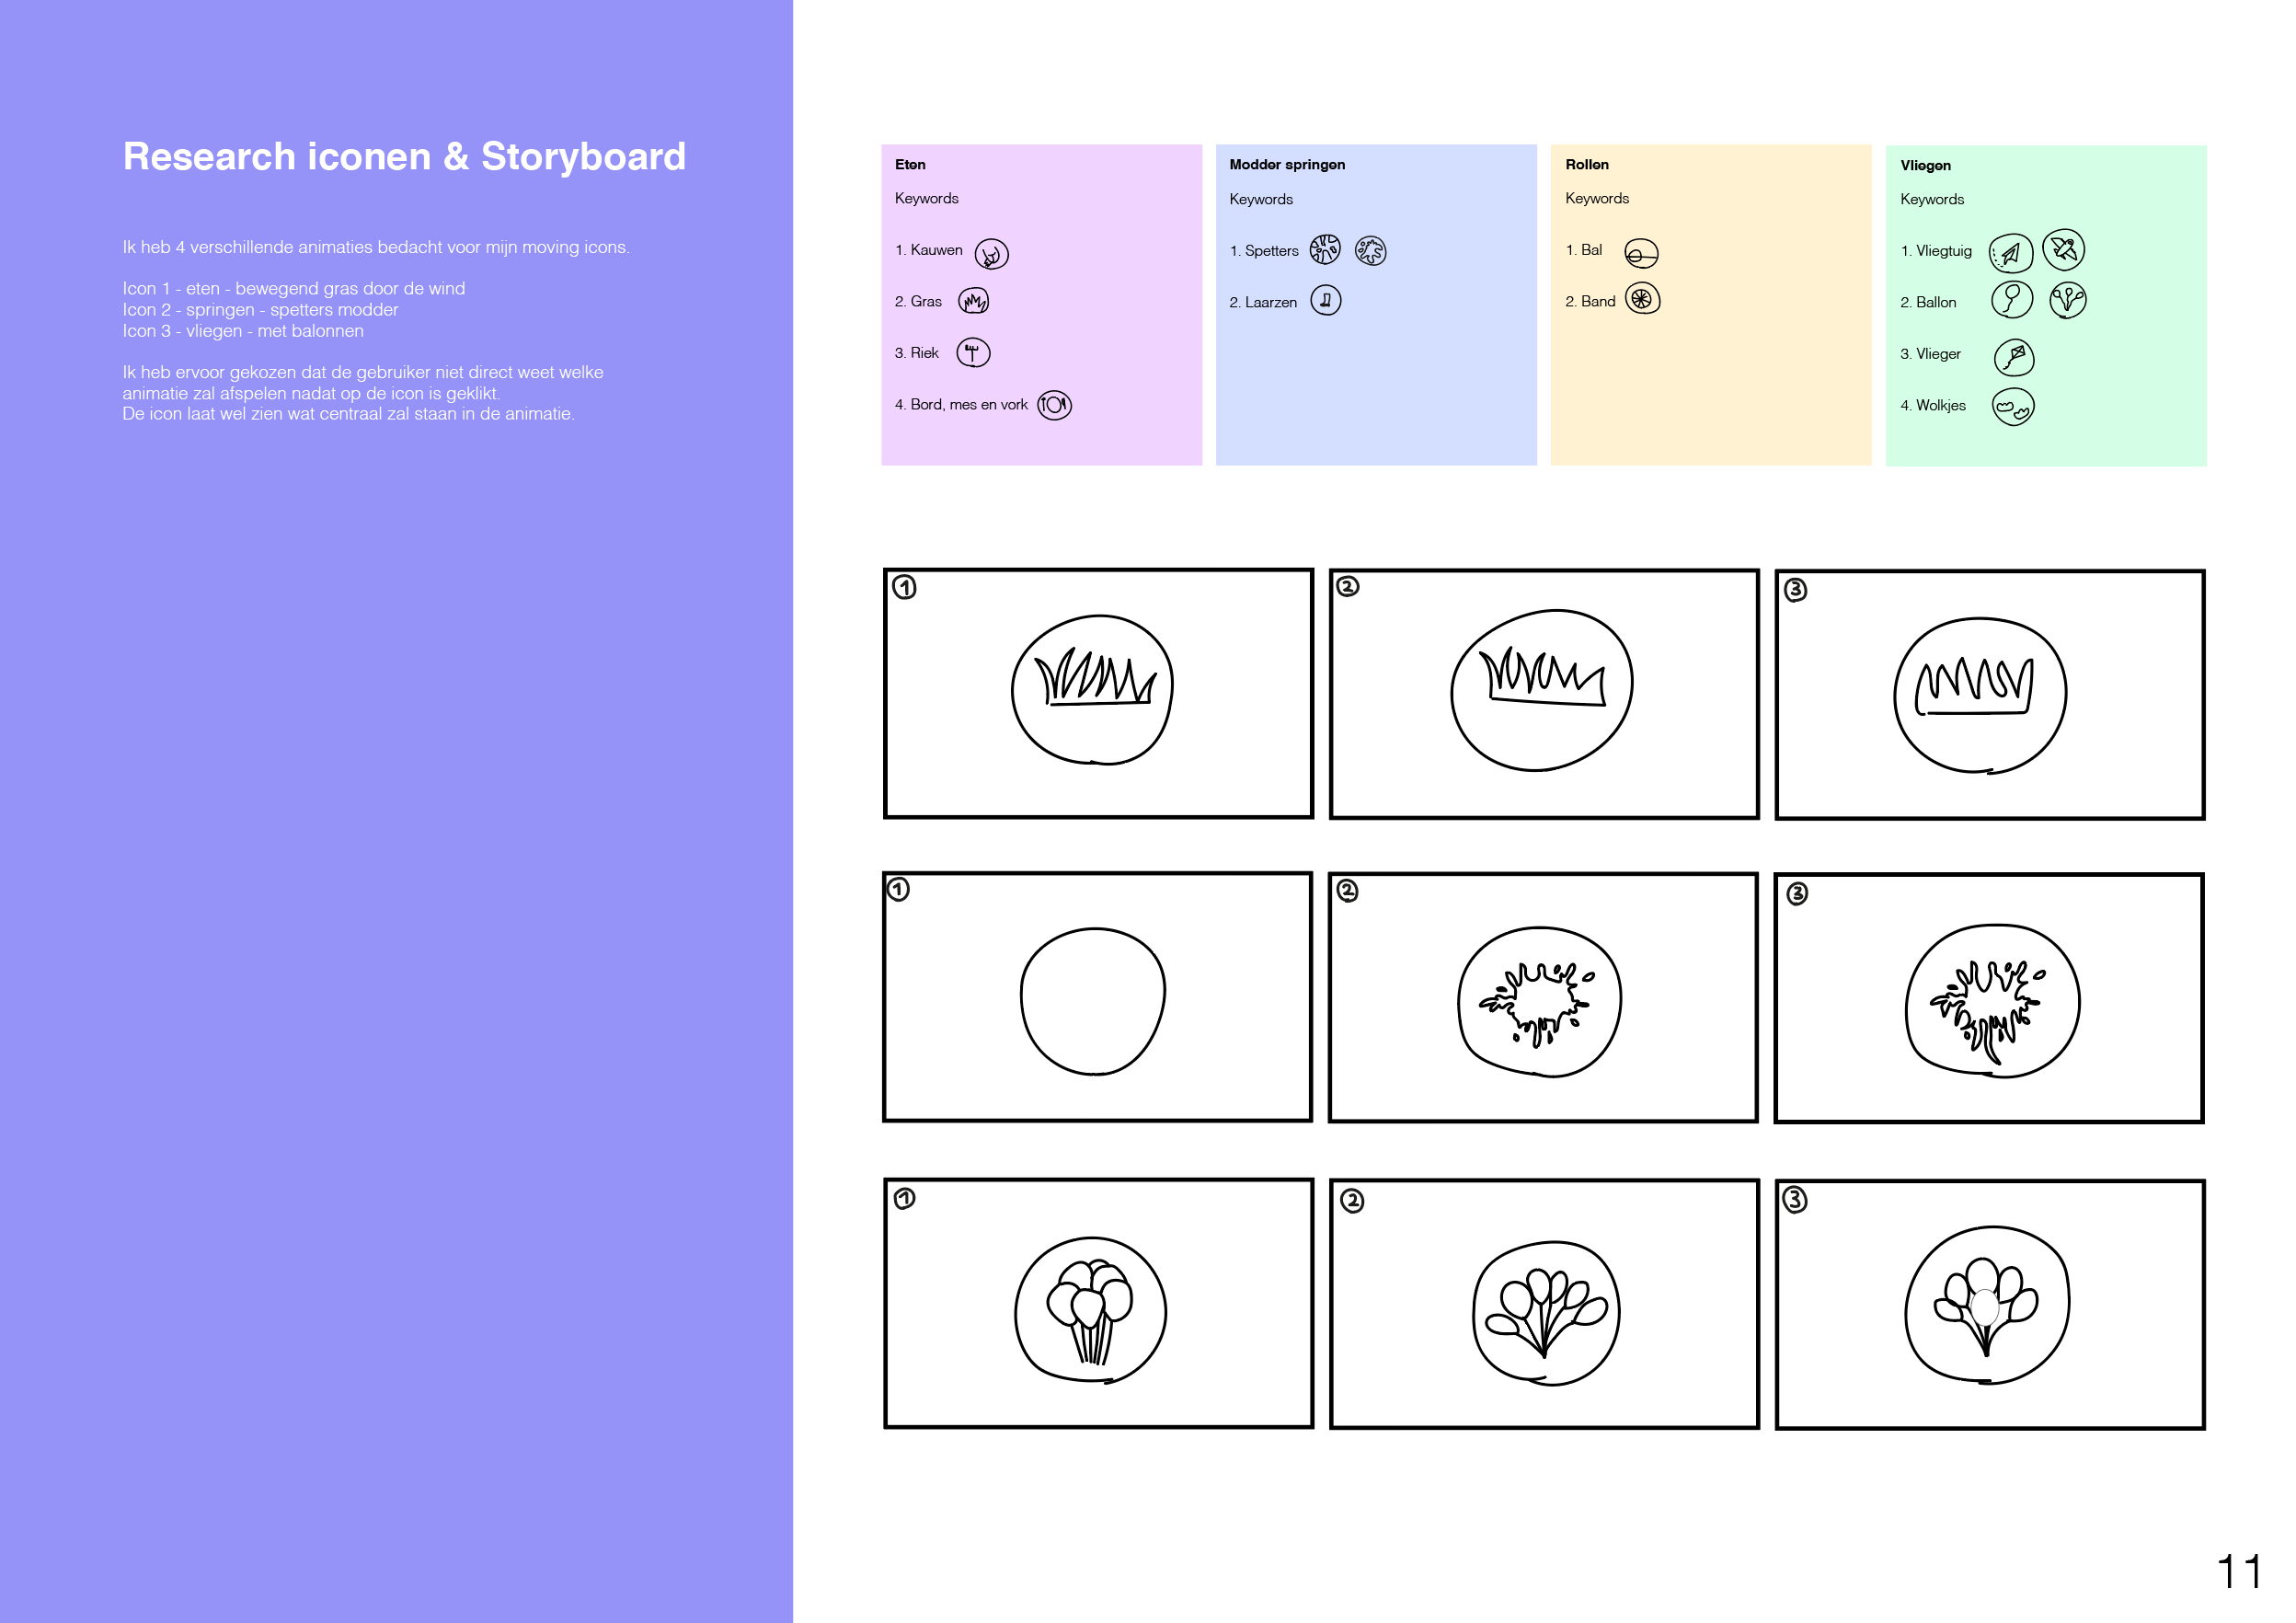 Research iconen & Storyboard
Ik heb 4 verschillende animaties bedacht voor mijn moving icons.
Icon 1 - eten - bewegend gras door de wind
Icon 2 - springen - spetters modder
Icon 3 - vliegen - met balonnen
Ik heb ervoor gekozen dat de gebruiker niet direct weet welke
animatie zal afspelen nadat op de icon is geklikt.
De icon laat wel zien wat centraal zal staan in de animatie.
Eten
Keywords
1. Kauwen
2. Gras
3. Riek
4. Bord, mes en vork
Modder springen
Keywords
1. Spetters
2. Laarzen
Rollen
Keywords
1. Bal
2. Band
Vliegen
Keywords
1. Vliegtuig
2. Ballon
3. Vlieger
4. Wolkjes
1
2
3
1
2
3
1
2
3
11